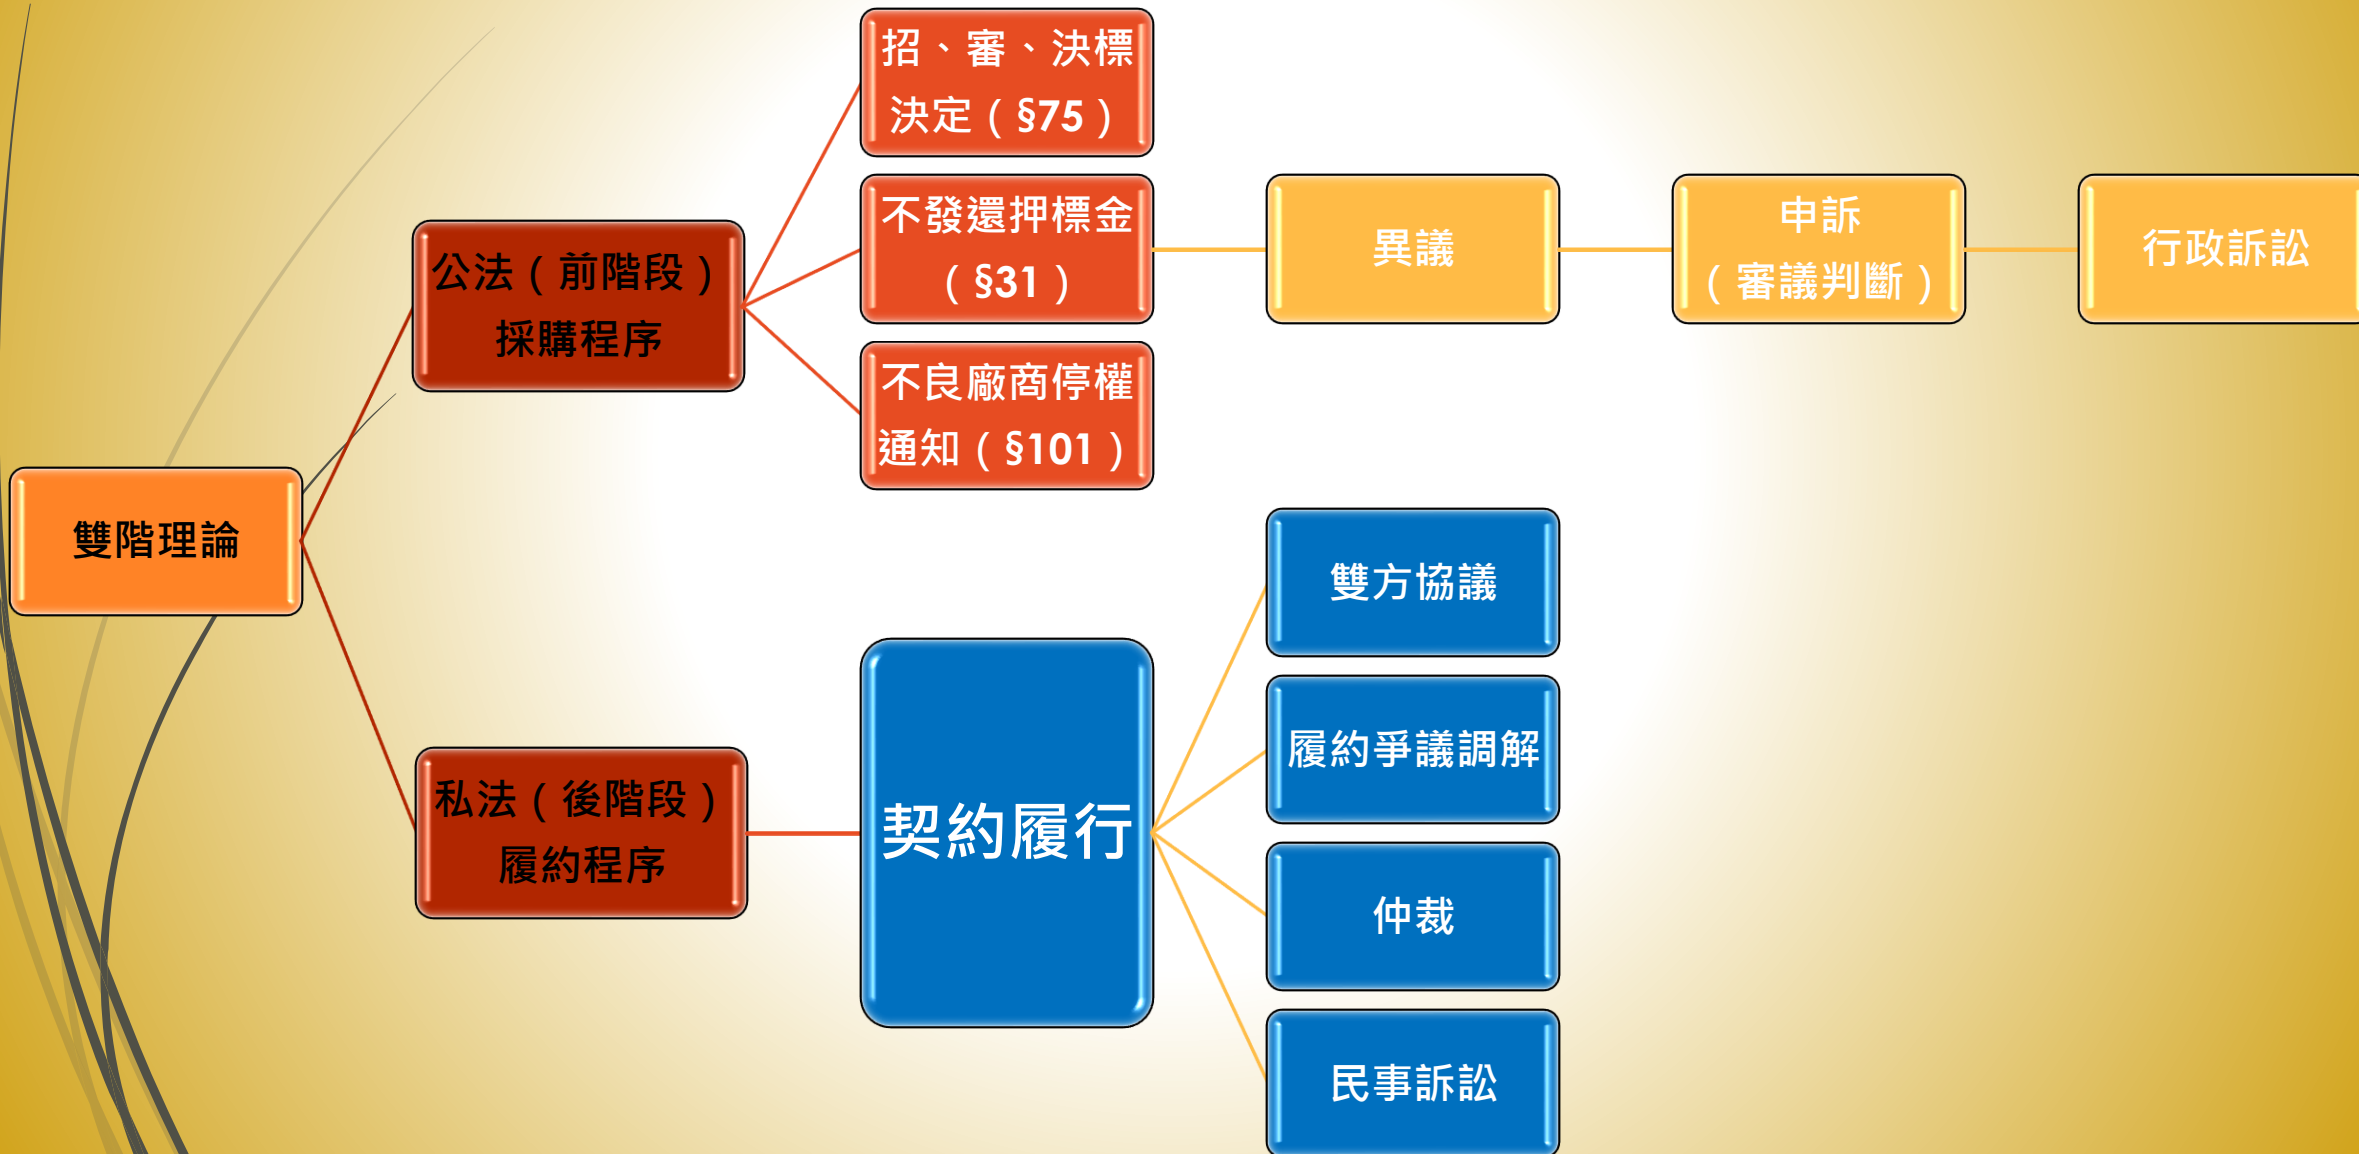 雙階理論
公法（前階段）
採購程序
招、審、決標
決定（§75）
不發還押標金
（§31）
不良廠商停權
通知（§101）
異議
申訴
（審議判斷）
行政訴訟
私法（後階段）
履約程序
契約履行
雙方協議
履約爭議調解
仲裁
民事訴訟